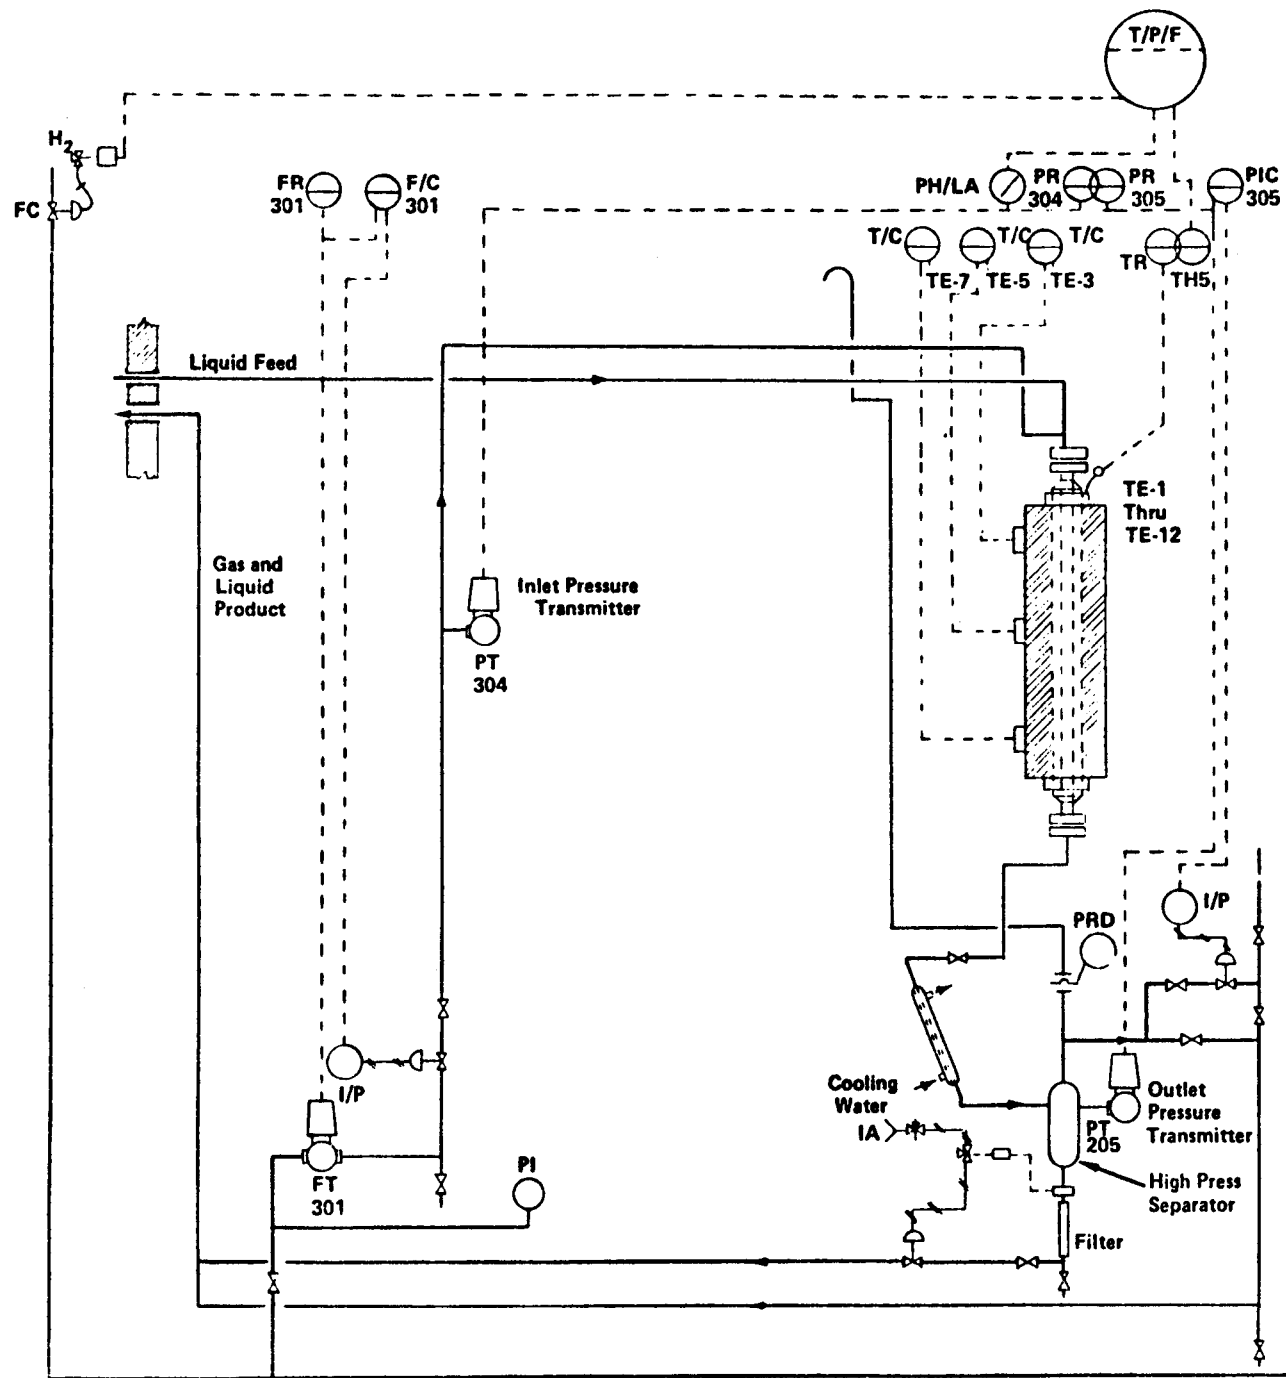 T/P/F
H2
FC
FR
301
F/C
301
PH/LA
PR
304
PR
305
PIC
305
T/C
TE-7
T/C
TE-5
T/C
TE-3
TR
TH5
Liquid Feed
TE-1
Thru
TE-12
Gas and
Liquid
Product
Inlet Pressure
Transmitter
PT
304
PRD
I/P
I/P
Cooling
Water
IA
PT
205
Outlet
Pressure
Transmitter
FT
301
PI
High Press
Separator
Filter